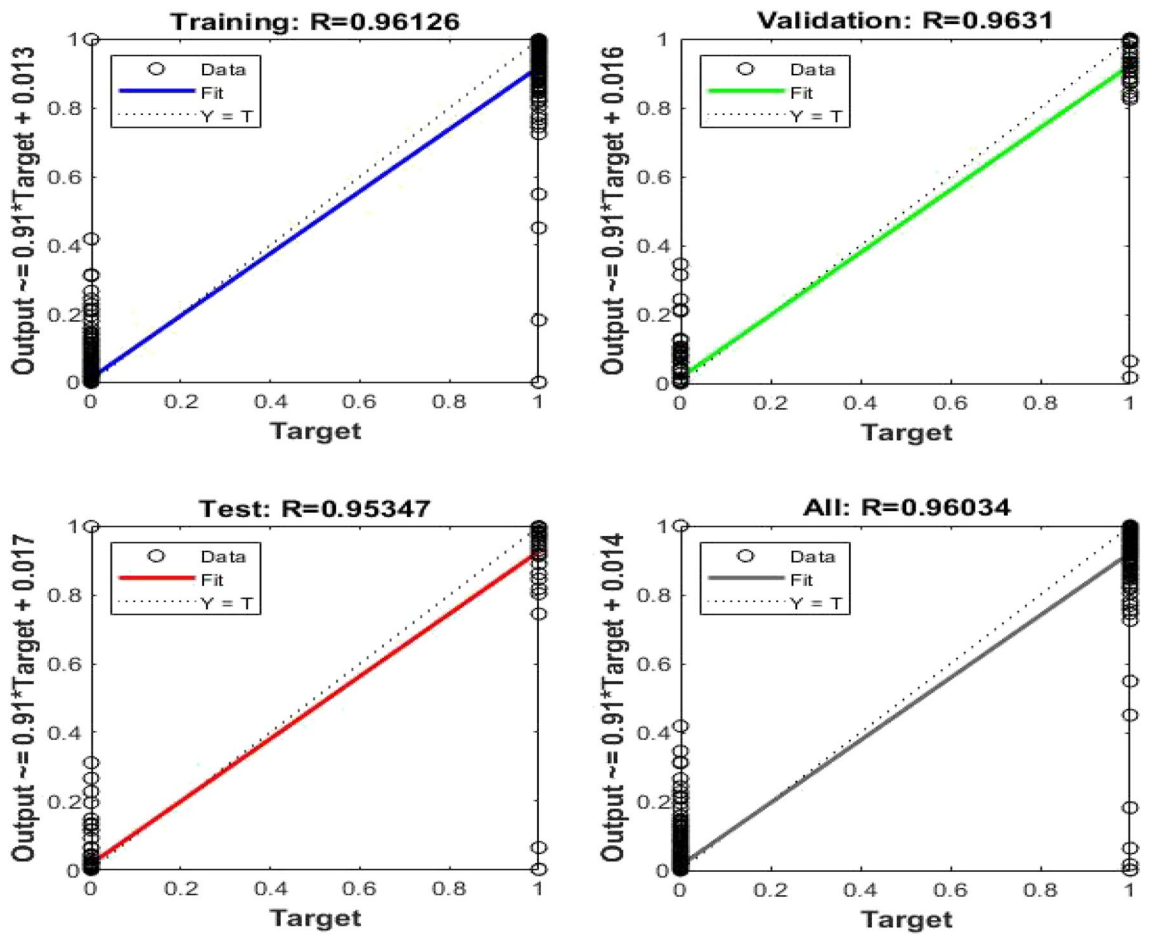 Training: R=0.96126
Output ~= 0.91*Target + 0.013
1
0.8
0.6
0.4
0.2
0
Data
Fit
Y = T
0 0.2 0.4 0.6 0.8 1
Target
Validation: R=0.9631
Output ~= 0.91*Target + 0.016
1
0.8
0.6
0.4
0.2
0
Data
Fit
Y = T
0 0.2 0.4 0.6 0.8 1
Target
Test: R=0.95347
Output ~= 0.91*Target + 0.017
1
0.8
0.6
0.4
0.2
0
Data
Fit
Y = T
0 0.2 0.4 0.6 0.8 1
Target
All: R=0.96034
Output ~= 0.91*Target + 0.014
1
0.8
0.6
0.4
0.2
0
Data
Fit
Y = T
0 0.2 0.4 0.6 0.8 1
Target